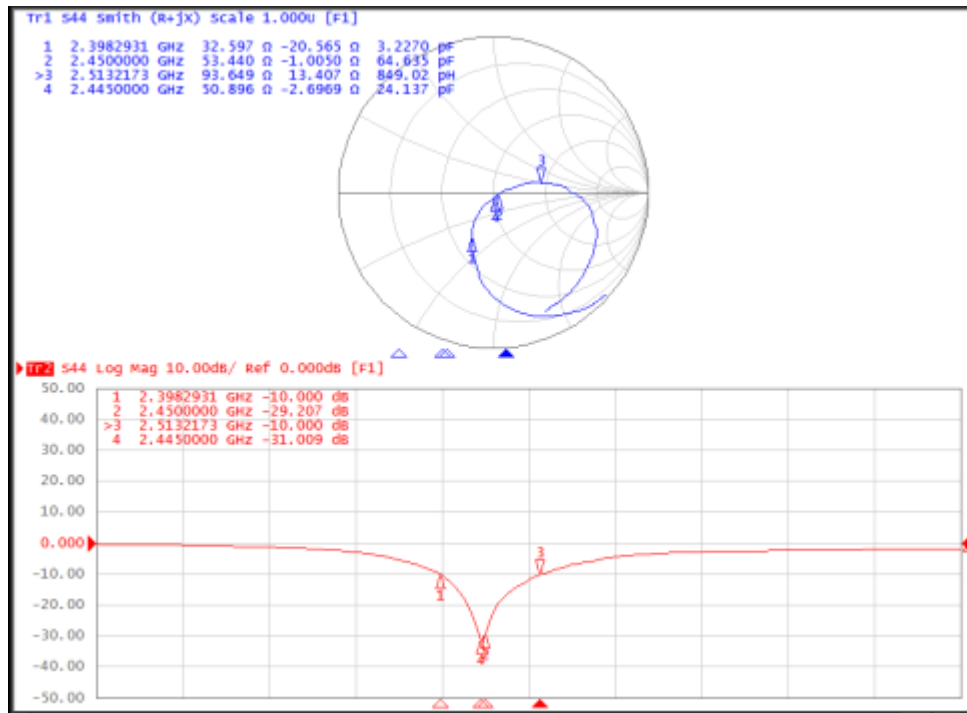 Tr1 S44 Smith (R+jX) Scale 1.000U [F1]
1 2.3982931 GHz 32.597 Ω -20.565 Ω 3.2270 pF
2 2.4500000 GHz 53.440 Ω -1.0050 Ω 64.635 pF
>3 2.5132173 GHz 93.649 Ω 13.407 Ω 849.02 pH
4 2.4450000 GHz 50.896 Ω -2.6969 Ω 24.137 pF
3
1
Tr2 S44 Log Mag 10.00dB/ Ref 0.000dB [F1]
50.00
1 2.3982931 GHz -10.000 dB
2 2.4500000 GHz -29.207 dB
>3 2.5132173 GHz -10.000 dB
4 2.4450000 GHz -31.009 dB
40.00
30.00
20.00
10.00
0.000
3
-10.00
1
-20.00
-30.00
-40.00
-50.00